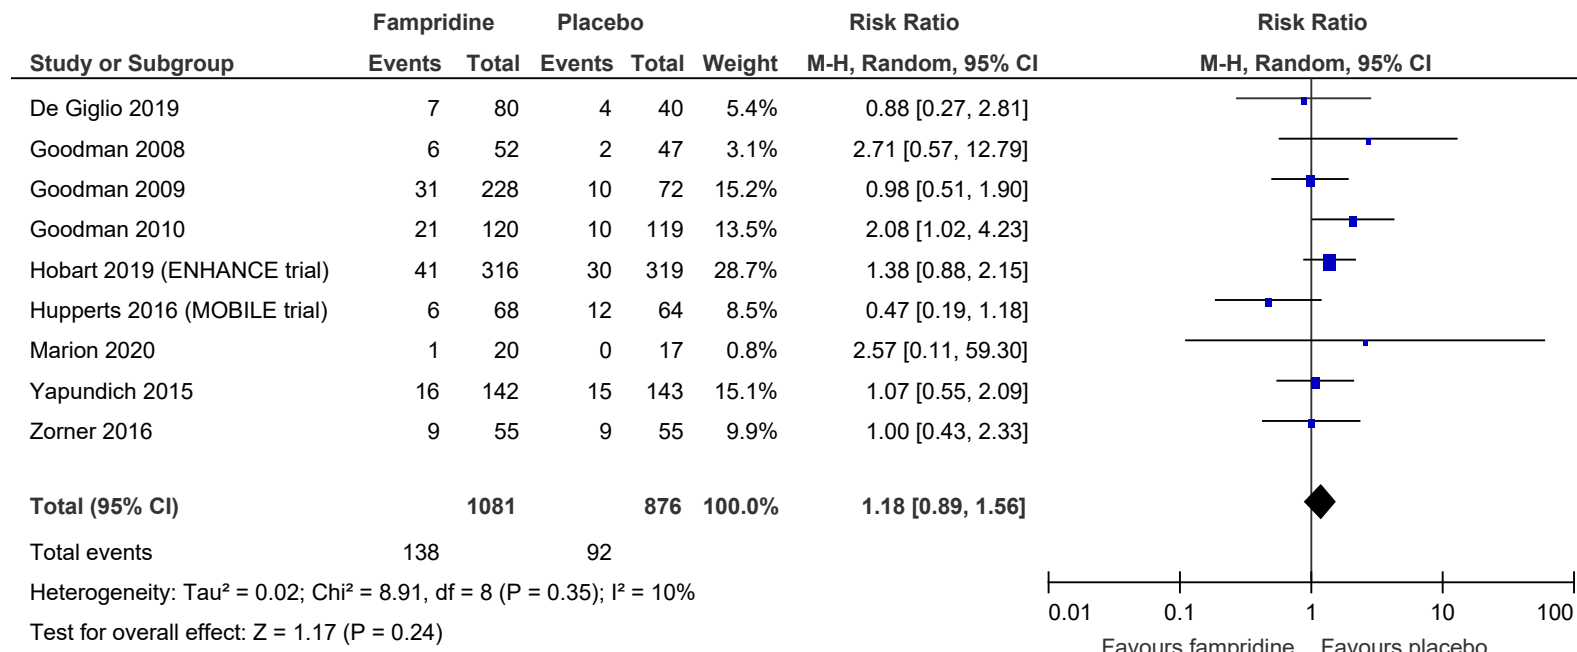 Fampridine Placebo Risk Ratio Risk Ratio
Study or Subgroup Events Total Events Total Weight M-H, Random, 95% CI M-H, Random, 95% CI
De Giglio 2019 7 80 4 40 5.4% 0.88 [0.27, 2.81]
Goodman 2008 6 52 2 47 3.1% 2.71 [0.57, 12.79]
Goodman 2009 31 228 10 72 15.2% 0.98 [0.51, 1.90]
Goodman 2010 21 120 10 119 13.5% 2.08 [1.02, 4.23]
Hobart 2019 (ENHANCE trial) 41 316 30 319 28.7% 1.38 [0.88, 2.15]
Hupperts 2016 (MOBILE trial) 6 68 12 64 8.5% 0.47 [0.19, 1.18]
Marion 2020 1 20 0 17 0.8% 2.57 [0.11, 59.30]
Yapundich 2015 16 142 15 143 15.1% 1.07 [0.55, 2.09]
Zorner 2016 9 55 9 55 9.9% 1.00 [0.43, 2.33]
Total (95% CI) 1081 876 100.0% 1.18 [0.89, 1.56]
Total events 138 92
Heterogeneity: Tau² = 0.02; Chi² = 8.91, df = 8 (P = 0.35); I² = 10%
Test for overall effect: Z = 1.17 (P = 0.24)
0.01 0.1 1 10 100
Favours fampridine Favours placebo